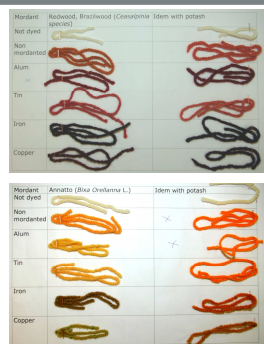 Mordant Redwood, Brazilwood (Ceasalpinia Idem with potash
Not dyed species)
Non
mordanted
Alum
Tin
Iron
Copper
Mordant Annatto (Bixa Orellanna L.) Idem with potash
Not dyed
Non
mordanted
Alum
Tin
Iron
Copper